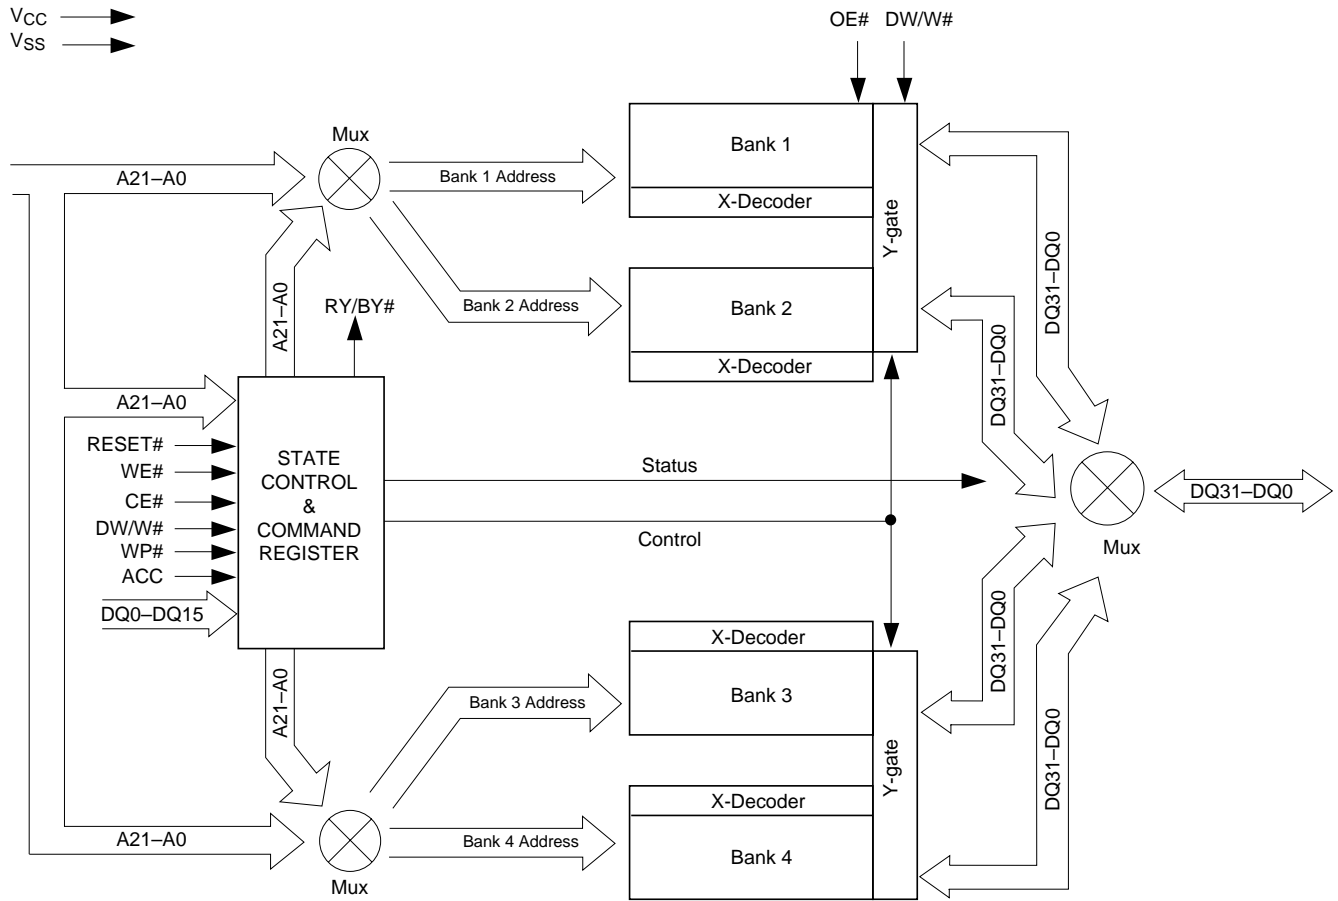 VCC
VSS
OE# DW/W#
Mux
A21–A0
Bank 1 Address
Bank 1
X-Decoder
Y-gate
DQ31–DQ0
A21–A0
RY/BY#
Bank 2 Address
Bank 2
X-Decoder
DQ31–DQ0
A21–A0
RESET#
WE#
CE#
DW/W#
WP#
ACC
DQ0–DQ15
STATE
CONTROL
&
COMMAND
REGISTER
Status
Control
DQ31–DQ0
Mux
A21–A0
Bank 3 Address
X-Decoder
Bank 3
Y-gate
DQ31–DQ0
DQ31–DQ0
A21–A0
Mux
Bank 4 Address
X-Decoder
Bank 4